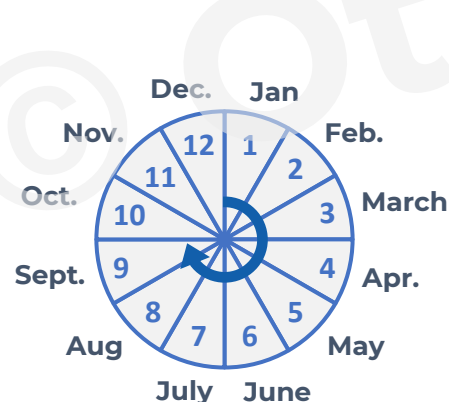 © Ot
Dec. Jan
Nov. Feb.
12 1
11 2
Oct. March
10 3
9 4
Sept. Apr.
8 5
7 6
Aug May
July June